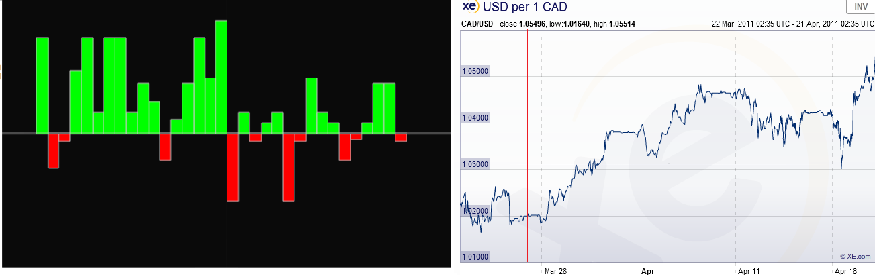 xe USD per 1 CAD INV
CAD/USD close:1.05496, low:1.01640, high:1.05514 22 Mar 2011 02:35 UTC - 21 Apr, 2011 02:38 UTC
1.05000
1.04000
1.03000
1.02000
1.01000
© XE.com
Mar 28 Apr Apr 11 Apr 18